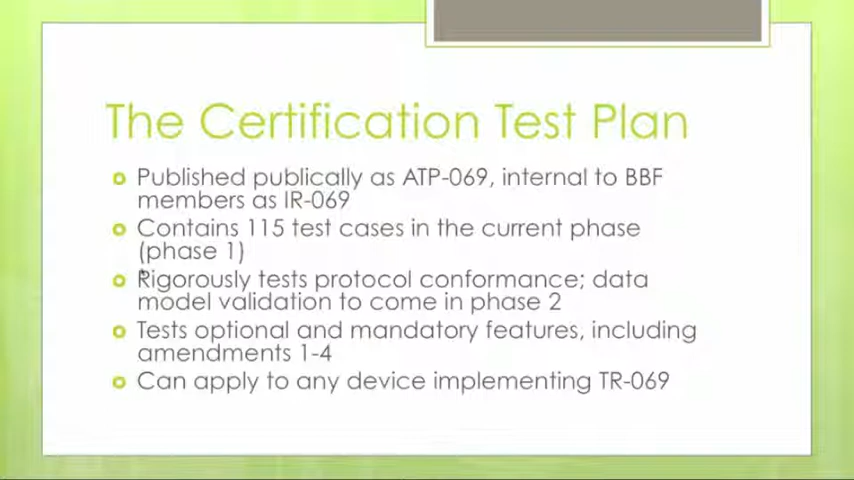 The Certification Test Plan
Published publically as ATP-069, internal to BBF
members as IR-069
Contains 115 test cases in the current phase
(phase 1)
Rigorously tests protocol conformance; data
model validation to come in phase 2
Tests optional and mandatory features, including
amendments 1-4
Can apply to any device implementing TR-069